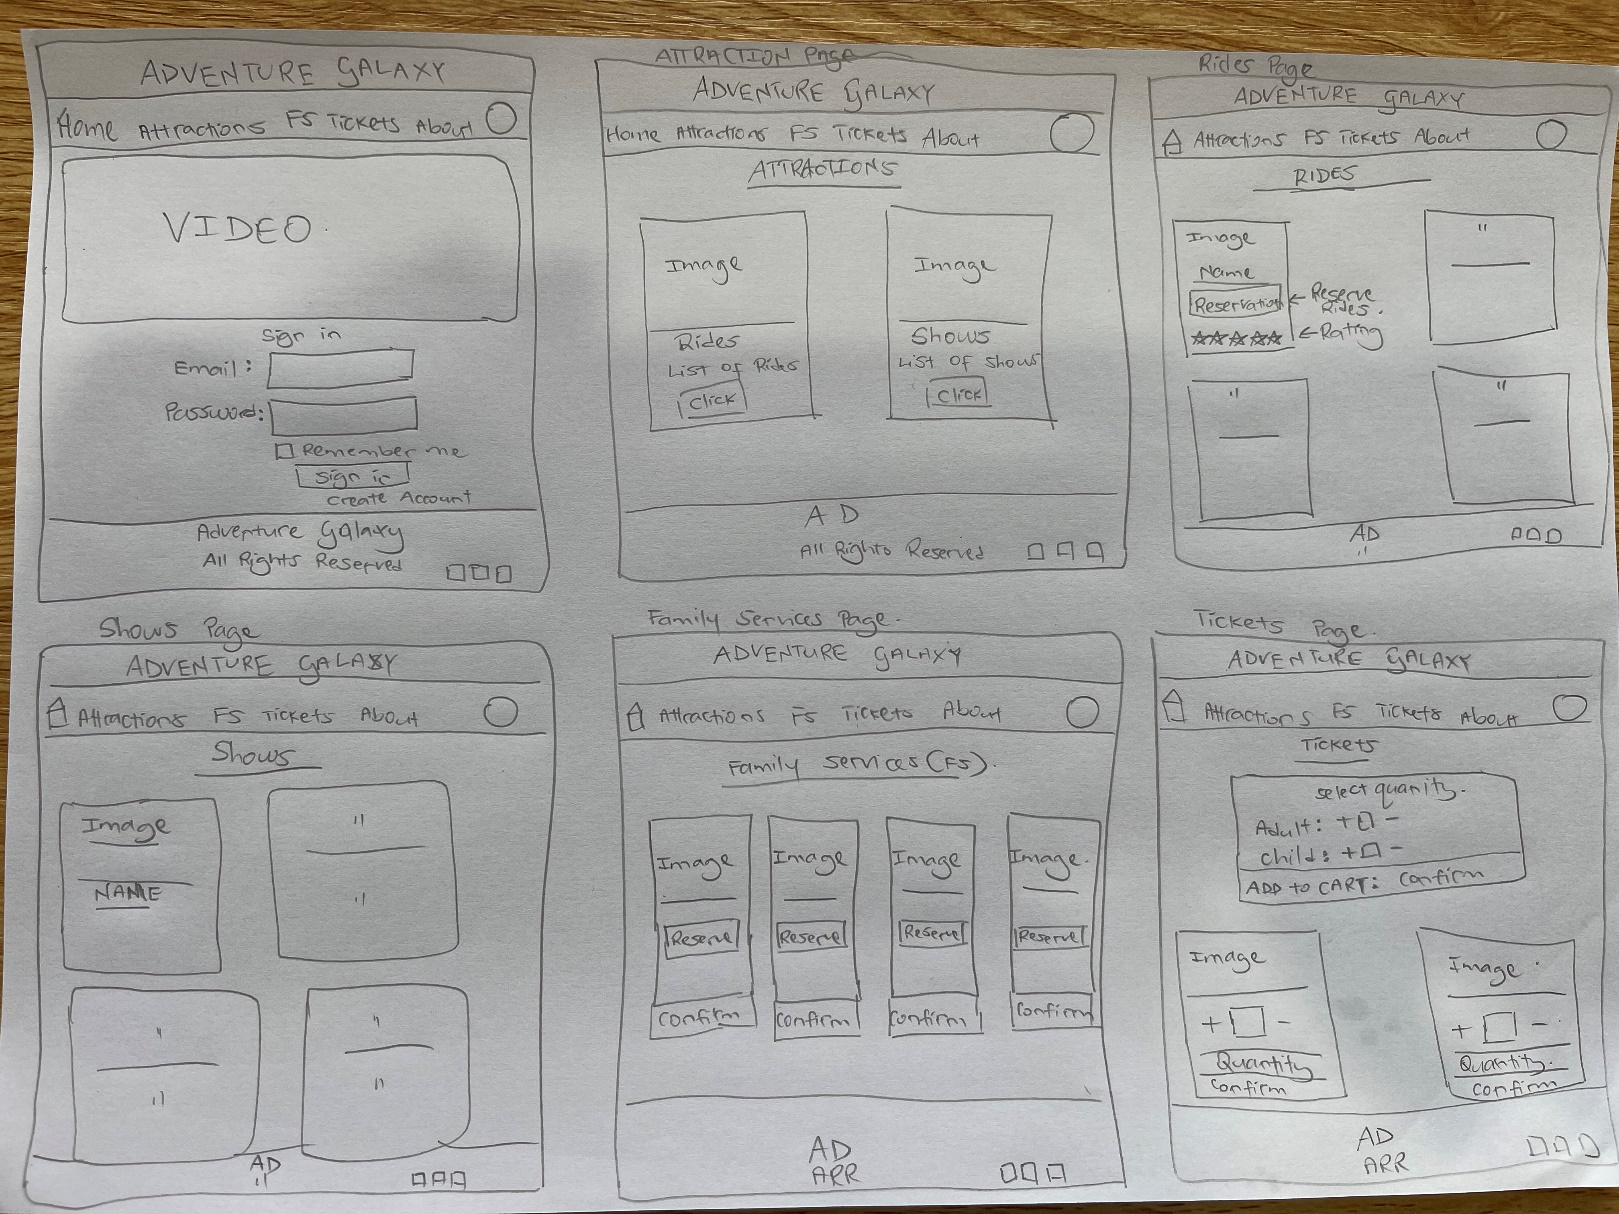 ADVENTURE GALAXY
Home Attractions FS Tickets About
VIDEO.
Sign in
Email:
Password:
Remember me
Sign in
Create Account
Adventure Galaxy
All Rights Reserved
ATTRACTION PAGE
ADVENTURE GALAXY
Home Attractions FS Tickets About
ATTRACTIONS
Image
Rides
List of Rides
Click
Image
Shows
List of shows
Click
AD
All Rights Reserved
Rides Page
ADVENTURE GALAXY
Attractions FS Tickets About
RIDES
Image
Name
Reservation ← Reserve Rides.
☆☆☆☆☆ ← Rating
"
"
"
AD
"
Shows Page
ADVENTURE GALAXY
Attractions FS Tickets About
Shows
Image
NAME
"
"
"
"
"
"
AD
"
Family Services Page.
ADVENTURE GALAXY
Attractions FS Tickets About
Family Services (FS).
Image
Reserve
Confirm
Image
Reserve
Confirm
Image
Reserve
Confirm
Image.
Reserve
Confirm
AD
ARR
Tickets Page.
ADVENTURE GALAXY
Attractions FS Tickets About
Tickets
select quanity.
Adult: + -
Child: + -
ADD to CART: Confirm
Image
+ -
Quantity
Confirm
Image.
+ -
Quantity.
Confirm
AD
ARR